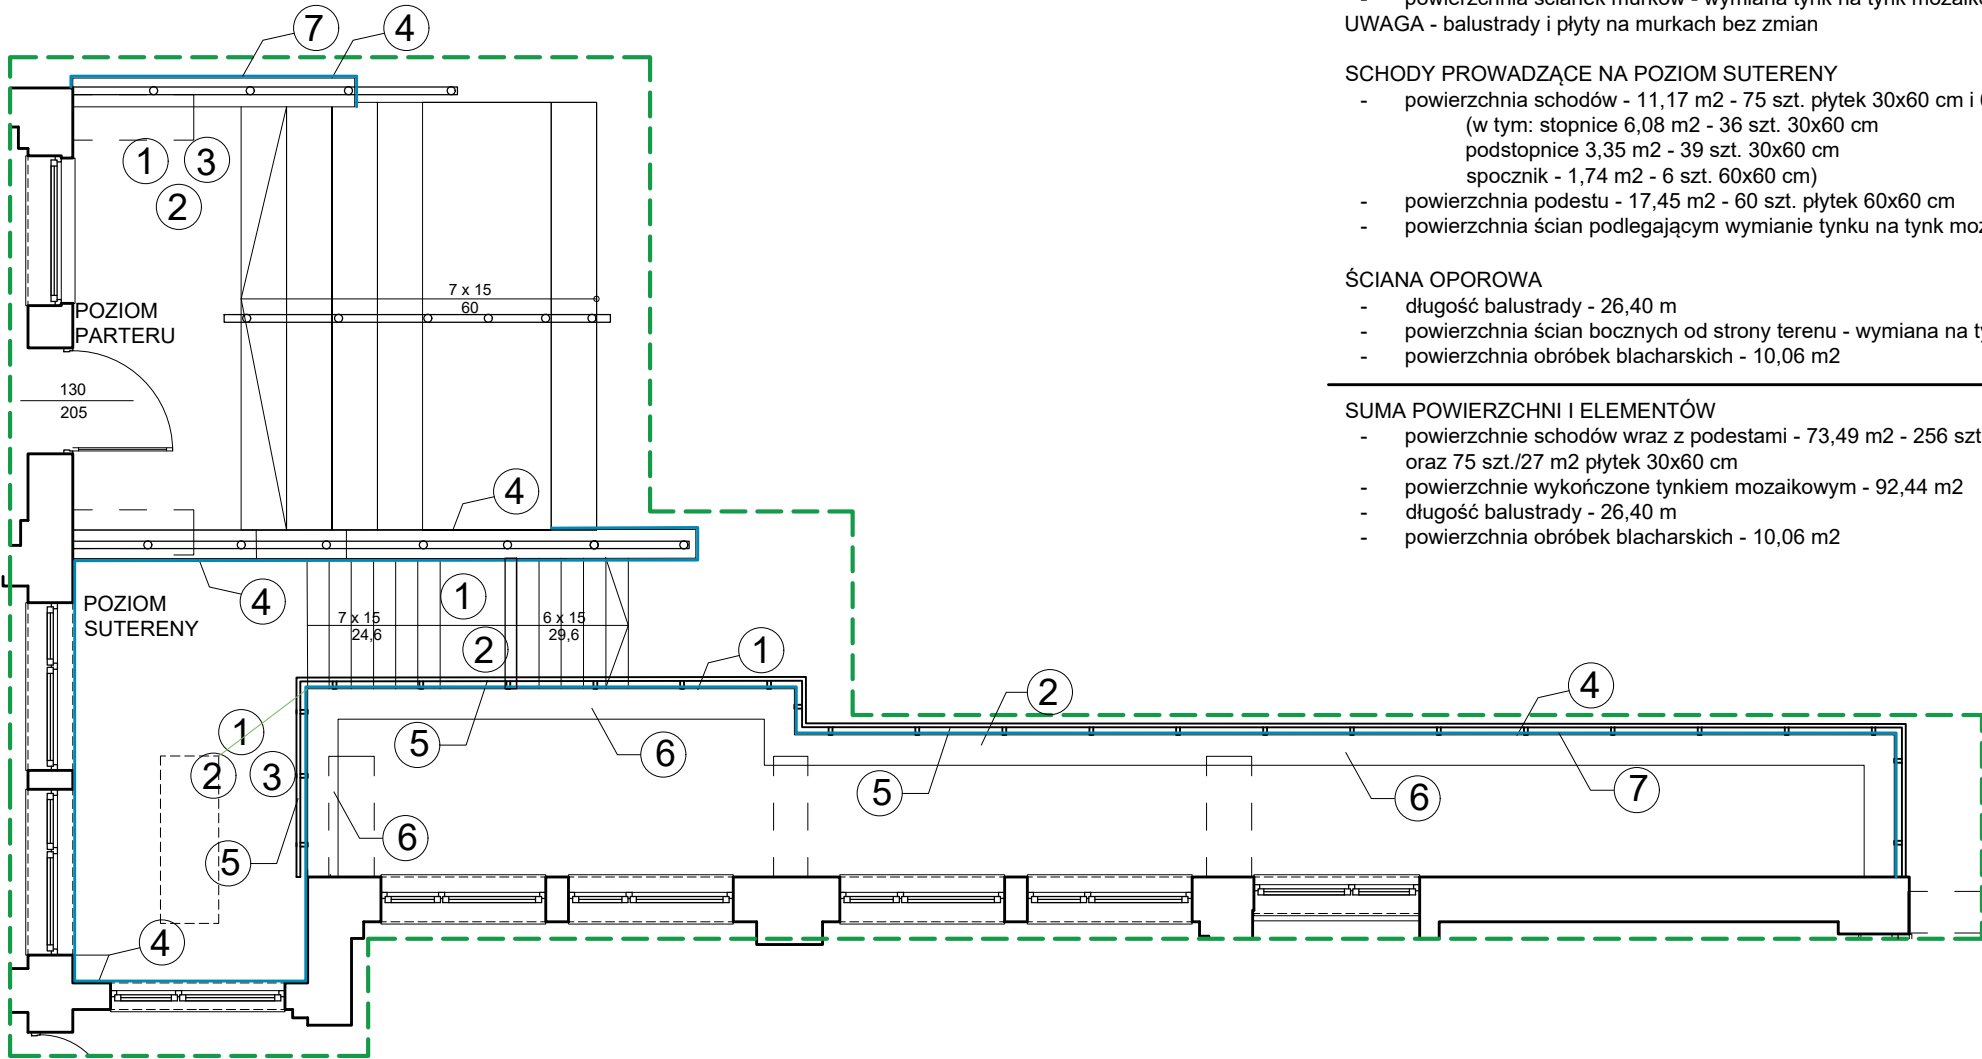 - powierzchnia ścianek murków - wymiana tynk na tynk
UWAGA - balustrady i płyty na murkach bez zmian
SCHODY PROWADZĄCE NA POZIOM SUTERENY
- powierzchnia schodów - 11,17 m2 - 75 szt. płytek 30x60 cm i
(w tym: stopnice 6,08 m2 - 36 szt. 30x60 cm
podstopnice 3,35 m2 - 39 szt. 30x60 cm
spocznik - 1,74 m2 - 6 szt. 60x60 cm)
- powierzchnia podestu - 17,45 m2 - 60 szt. płytek 60x60 cm
- powierzchnia ścian podlegającym wymianie tynku na tynk
ŚCIANA OPOROWA
- długość balustrady - 26,40 m
- powierzchnia ścian bocznych od strony terenu - wymiana na
- powierzchnia obróbek blacharskich - 10,06 m2
SUMA POWIERZCHNI I ELEMENTÓW
- powierzchnie schodów wraz z podestami - 73,49 m2 - 256 szt
oraz 75 szt./27 m2 płytek 30x60 cm
- powierzchnie wykończone tynkiem mozaikowym - 92,44 m2
- długość balustrady - 26,40 m
- powierzchnia obróbek blacharskich - 10,06 m2
7
4
1
3
2
7 x 15
60
POZIOM
PARTERU
130
205
4
4
POZIOM
SUTERENY
1
7 x 15
24,6
6 x 15
29,6
2
1
2
4
5
6
1
2
3
5
6
5
6
7
4